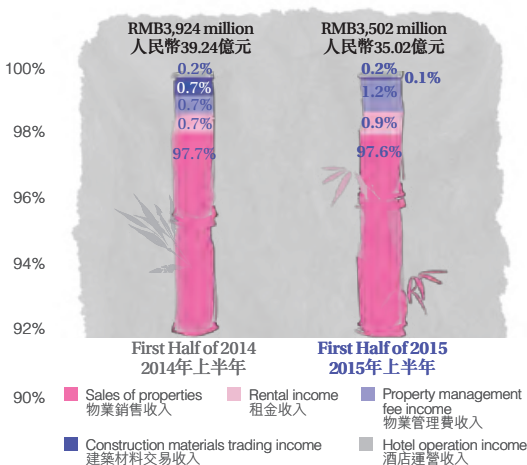 RMB3,924 million
人民幣39.24億元
RMB3,502 million
人民幣35.02億元
100%
98%
96%
94%
92%
90%
0.2%
0.7%
0.7%
0.7%
97.7%
0.2%
0.1%
1.2%
0.9%
97.6%
First Half of 2014
2014年上半年
First Half of 2015
2015年上半年
Sales of properties
物業銷售收入
Rental income
租金收入
Property management
fee income
物業管理費收入
Construction materials trading income
建築材料交易收入
Hotel operation income
酒店運營收入